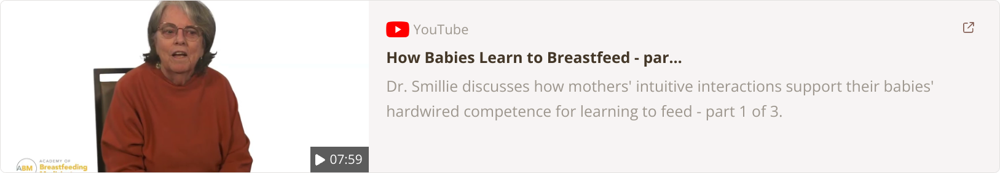 YouTube
How Babies Learn to Breastfeed - par...
Dr. Smillie discusses how mothers' intuitive interactions support their babies'
hardwired competence for learning to feed - part 1 of 3.
07:59
ABM
ACADEMY OF
Breastfeeding